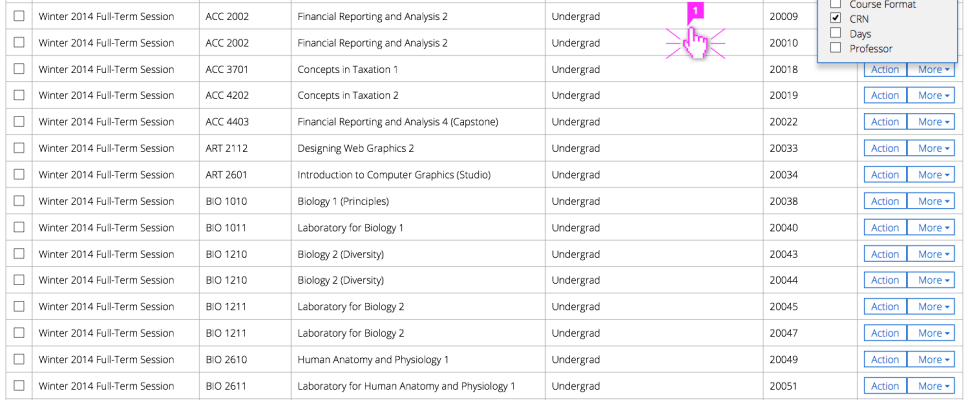 Course Format
Winter 2014 Full-Term Session ACC 2002 Financial Reporting and Analysis 2 Undergrad 1 20009 CRN
Days
Winter 2014 Full-Term Session ACC 2002 Financial Reporting and Analysis 2 Undergrad 20010 Professor
Winter 2014 Full-Term Session ACC 3701 Concepts in Taxation 1 Undergrad 20018 Action More
Winter 2014 Full-Term Session ACC 4202 Concepts in Taxation 2 Undergrad 20019 Action More
Winter 2014 Full-Term Session ACC 4403 Financial Reporting and Analysis 4 (Capstone) Undergrad 20022 Action More
Winter 2014 Full-Term Session ART 2112 Designing Web Graphics 2 Undergrad 20033 Action More
Winter 2014 Full-Term Session ART 2601 Introduction to Computer Graphics (Studio) Undergrad 20034 Action More
Winter 2014 Full-Term Session BIO 1010 Biology 1 (Principles) Undergrad 20038 Action More
Winter 2014 Full-Term Session BIO 1011 Laboratory for Biology 1 Undergrad 20040 Action More
Winter 2014 Full-Term Session BIO 1210 Biology 2 (Diversity) Undergrad 20043 Action More
Winter 2014 Full-Term Session BIO 1210 Biology 2 (Diversity) Undergrad 20044 Action More
Winter 2014 Full-Term Session BIO 1211 Laboratory for Biology 2 Undergrad 20045 Action More
Winter 2014 Full-Term Session BIO 1211 Laboratory for Biology 2 Undergrad 20047 Action More
Winter 2014 Full-Term Session BIO 2610 Human Anatomy and Physiology 1 Undergrad 20049 Action More
Winter 2014 Full-Term Session BIO 2611 Laboratory for Human Anatomy and Physiology 1 Undergrad 20051 Action More